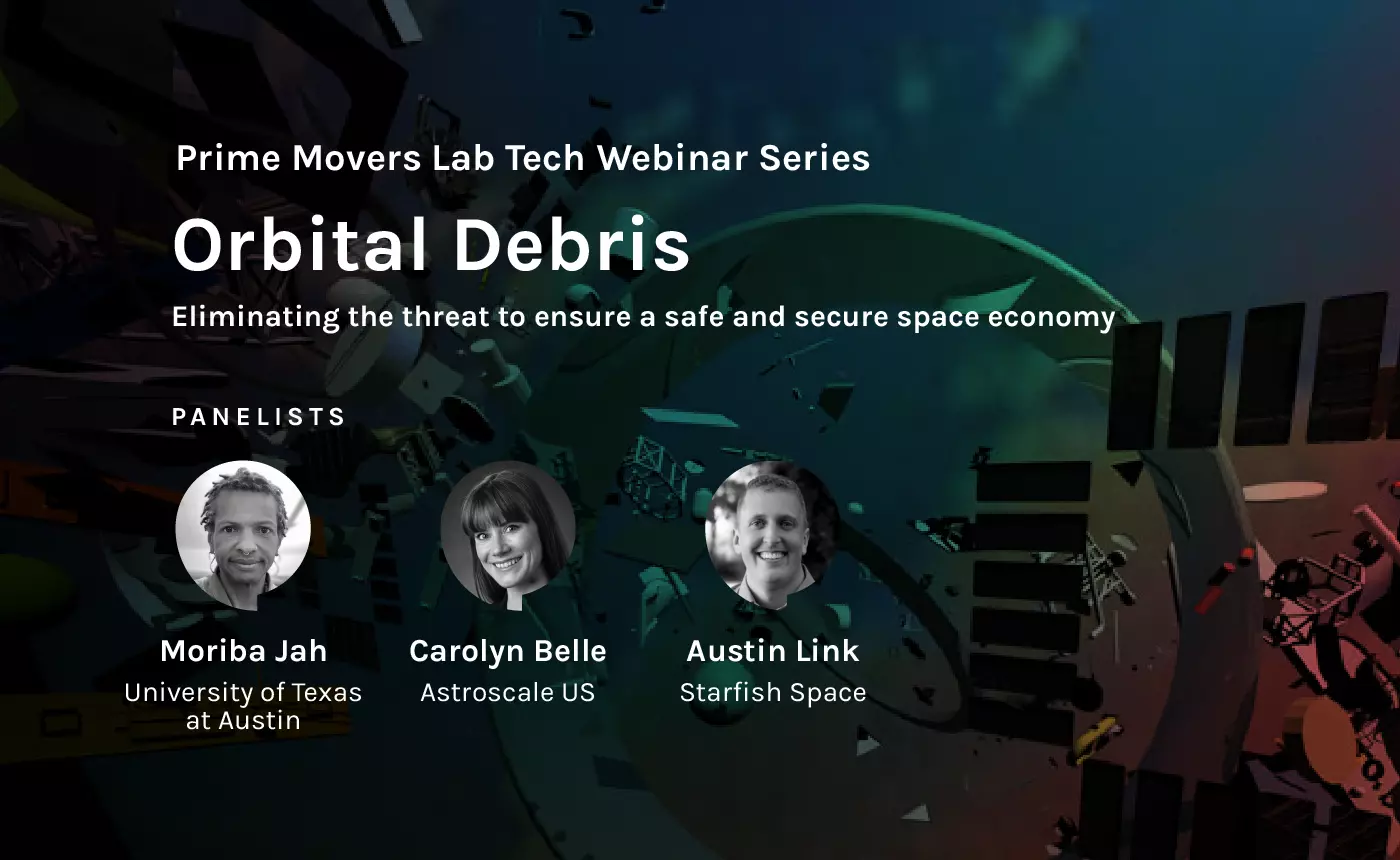 Prime Movers Lab Tech Webinar Series
Orbital Debris
Eliminating the threat to ensure a safe and secure space economy
PANELISTS
Moriba Jah
University of Texas
at Austin
Carolyn Belle
Astroscale US
Austin Link
Starfish Space